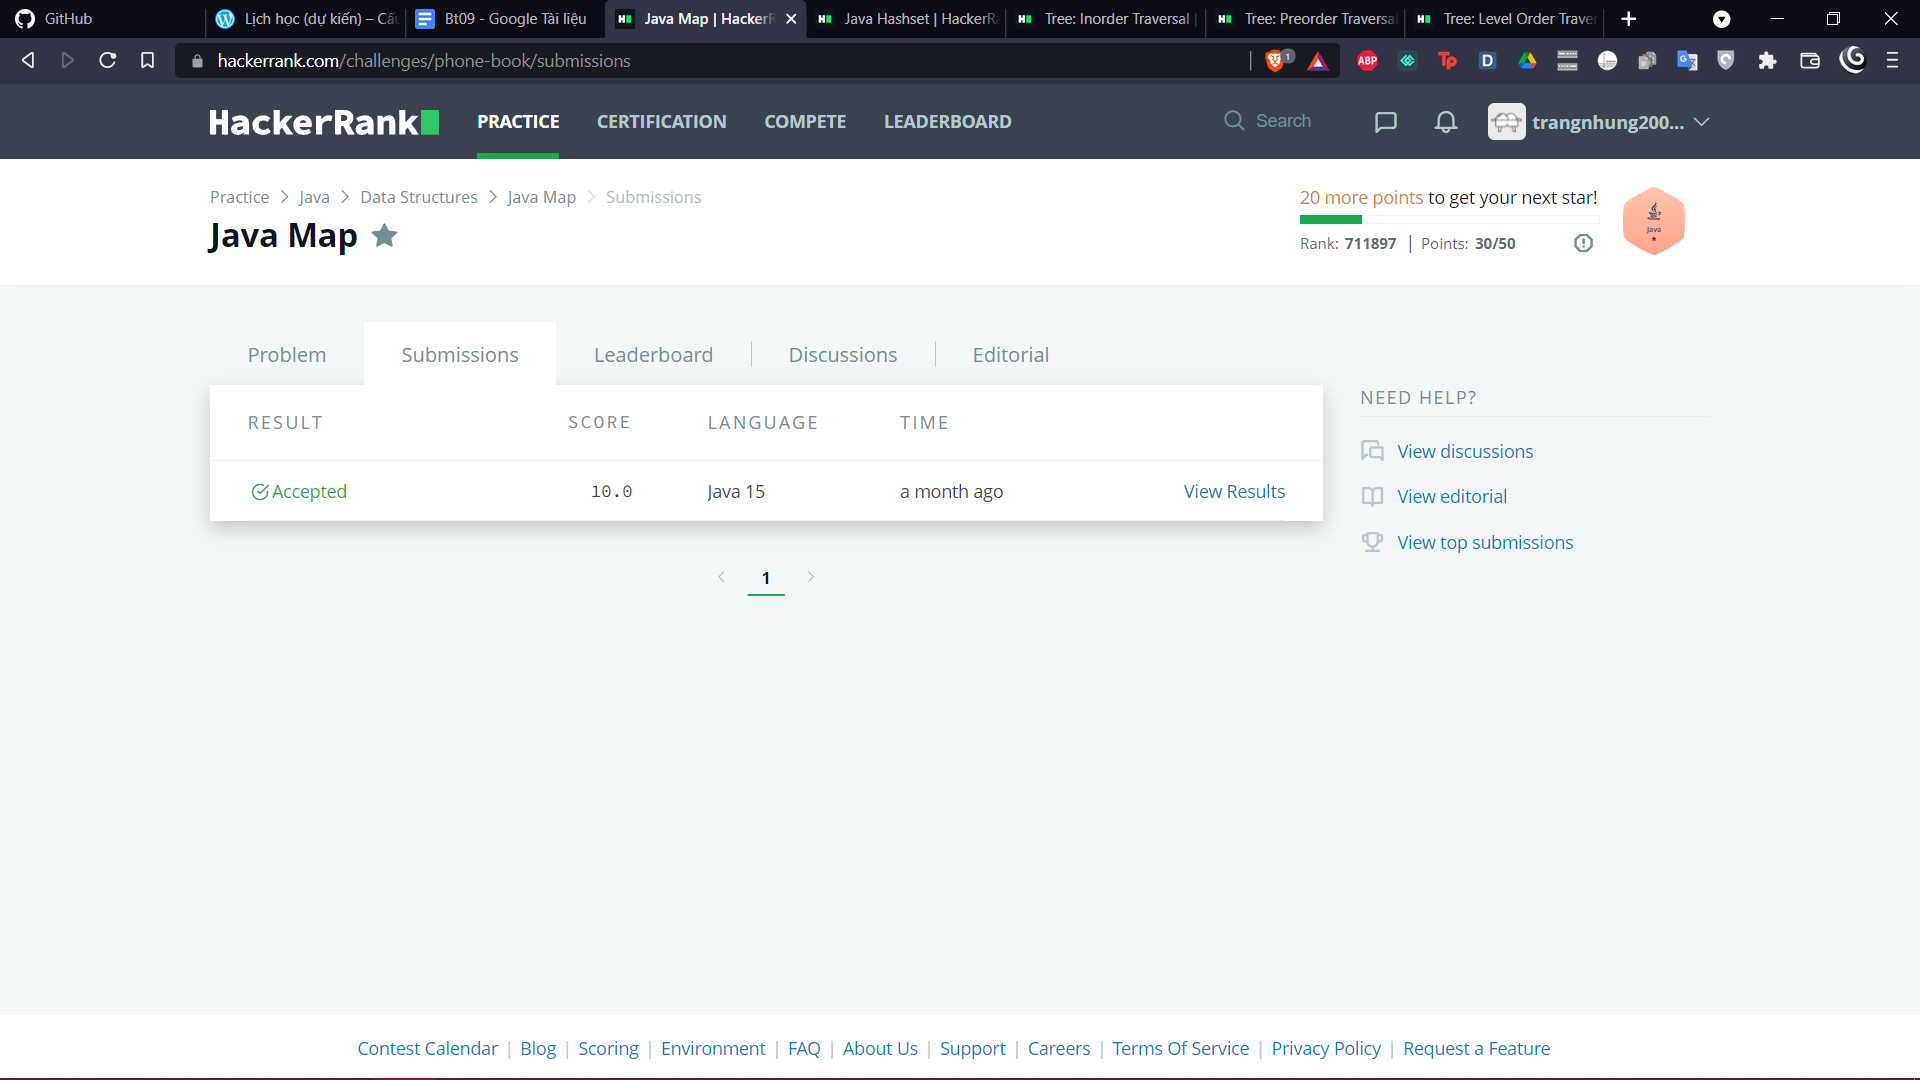 GitHub
Lịch học (dự kiến) – Cấu
Bt09 - Google Tài liệu
Java Map | HackerR
Java Hashset | HackerRa
Tree: Inorder Traversal |
Tree: Preorder Traversal
Tree: Level Order Traver
hackerrank.com/challenges/phone-book/submissions
1
ABP
Tp
D
HackerRank
PRACTICE
CERTIFICATION
COMPETE
LEADERBOARD
Search
trangnhung200...
Practice > Java > Data Structures > Java Map > Submissions
Java Map
20 more points to get your next star!
Rank: 711897 | Points: 30/50
Java
Problem
Submissions
Leaderboard
Discussions
Editorial
RESULT SCORE LANGUAGE TIME
Accepted 10.0 Java 15 a month ago View Results
1
NEED HELP?
View discussions
View editorial
View top submissions
Contest Calendar | Blog | Scoring | Environment | FAQ | About Us | Support | Careers | Terms Of Service | Privacy Policy | Request a Feature